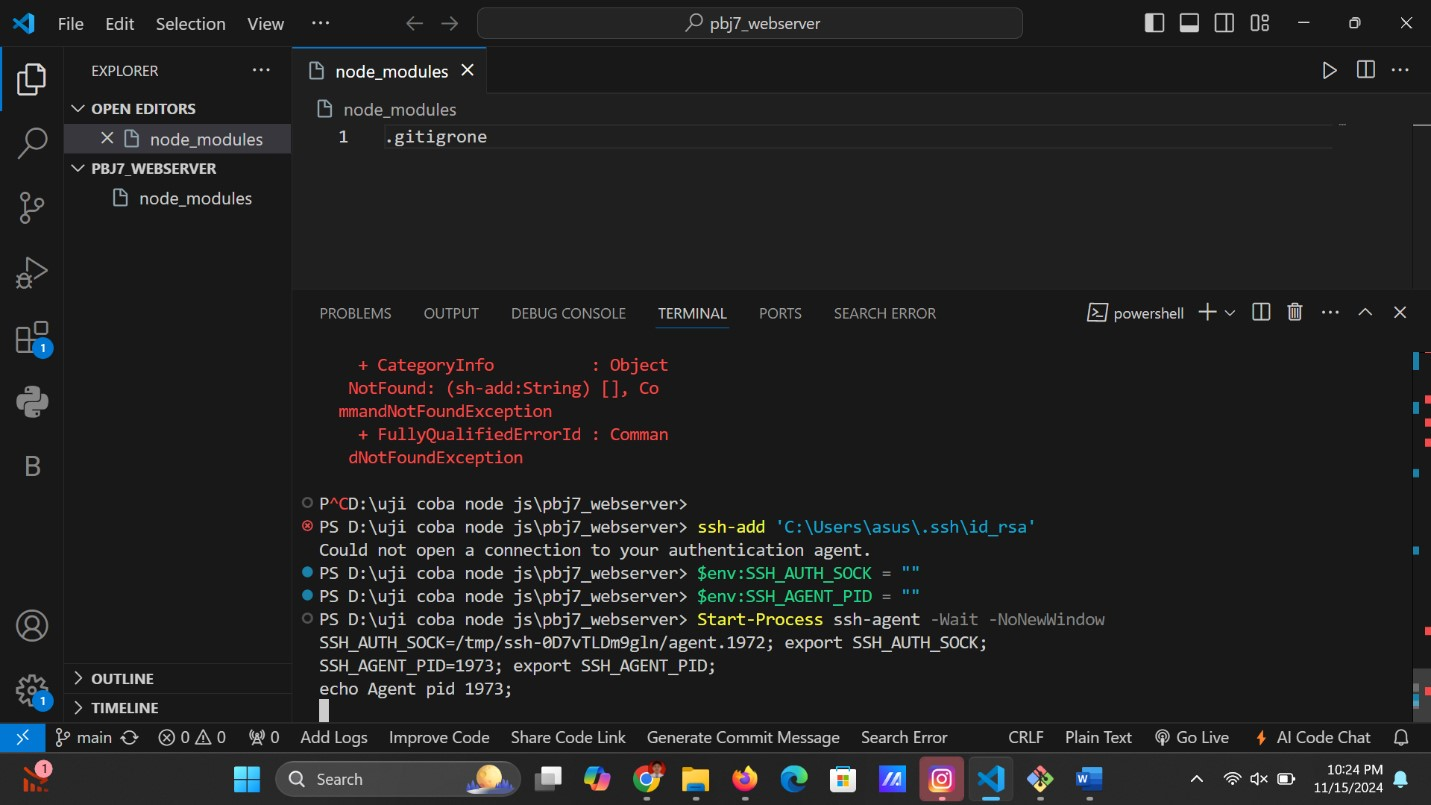 File Edit Selection View ··· pbj7_webserver
EXPLORER ···
OPEN EDITORS
node_modules
PBJ7_WEBSERVER
node_modules
OUTLINE
TIMELINE
node_modules
node_modules
1 .gitigrone
PROBLEMS OUTPUT DEBUG CONSOLE TERMINAL PORTS SEARCH ERROR powershell
+ CategoryInfo : Object
NotFound: (sh-add:String) [], Co
mmandNotFoundException
+ FullyQualifiedErrorId : Comman
dNotFoundException
P^CD:\uji coba node js\pbj7_webserver>
PS D:\uji coba node js\pbj7_webserver> ssh-add 'C:\Users\asus\.ssh\id_rsa'
Could not open a connection to your authentication agent.
PS D:\uji coba node js\pbj7_webserver> $env:SSH_AUTH_SOCK = ""
PS D:\uji coba node js\pbj7_webserver> $env:SSH_AGENT_PID = ""
PS D:\uji coba node js\pbj7_webserver> Start-Process ssh-agent -Wait -NoNewWindow
SSH_AUTH_SOCK=/tmp/ssh-0D7vTLDm9gln/agent.1972; export SSH_AUTH_SOCK;
SSH_AGENT_PID=1973; export SSH_AGENT_PID;
echo Agent pid 1973;
1
B
1
main 0 0 0 Add Logs Improve Code Share Code Link Generate Commit Message Search Error CRLF Plain Text Go Live AI Code Chat
1 Search 10:24 PM
11/15/2024